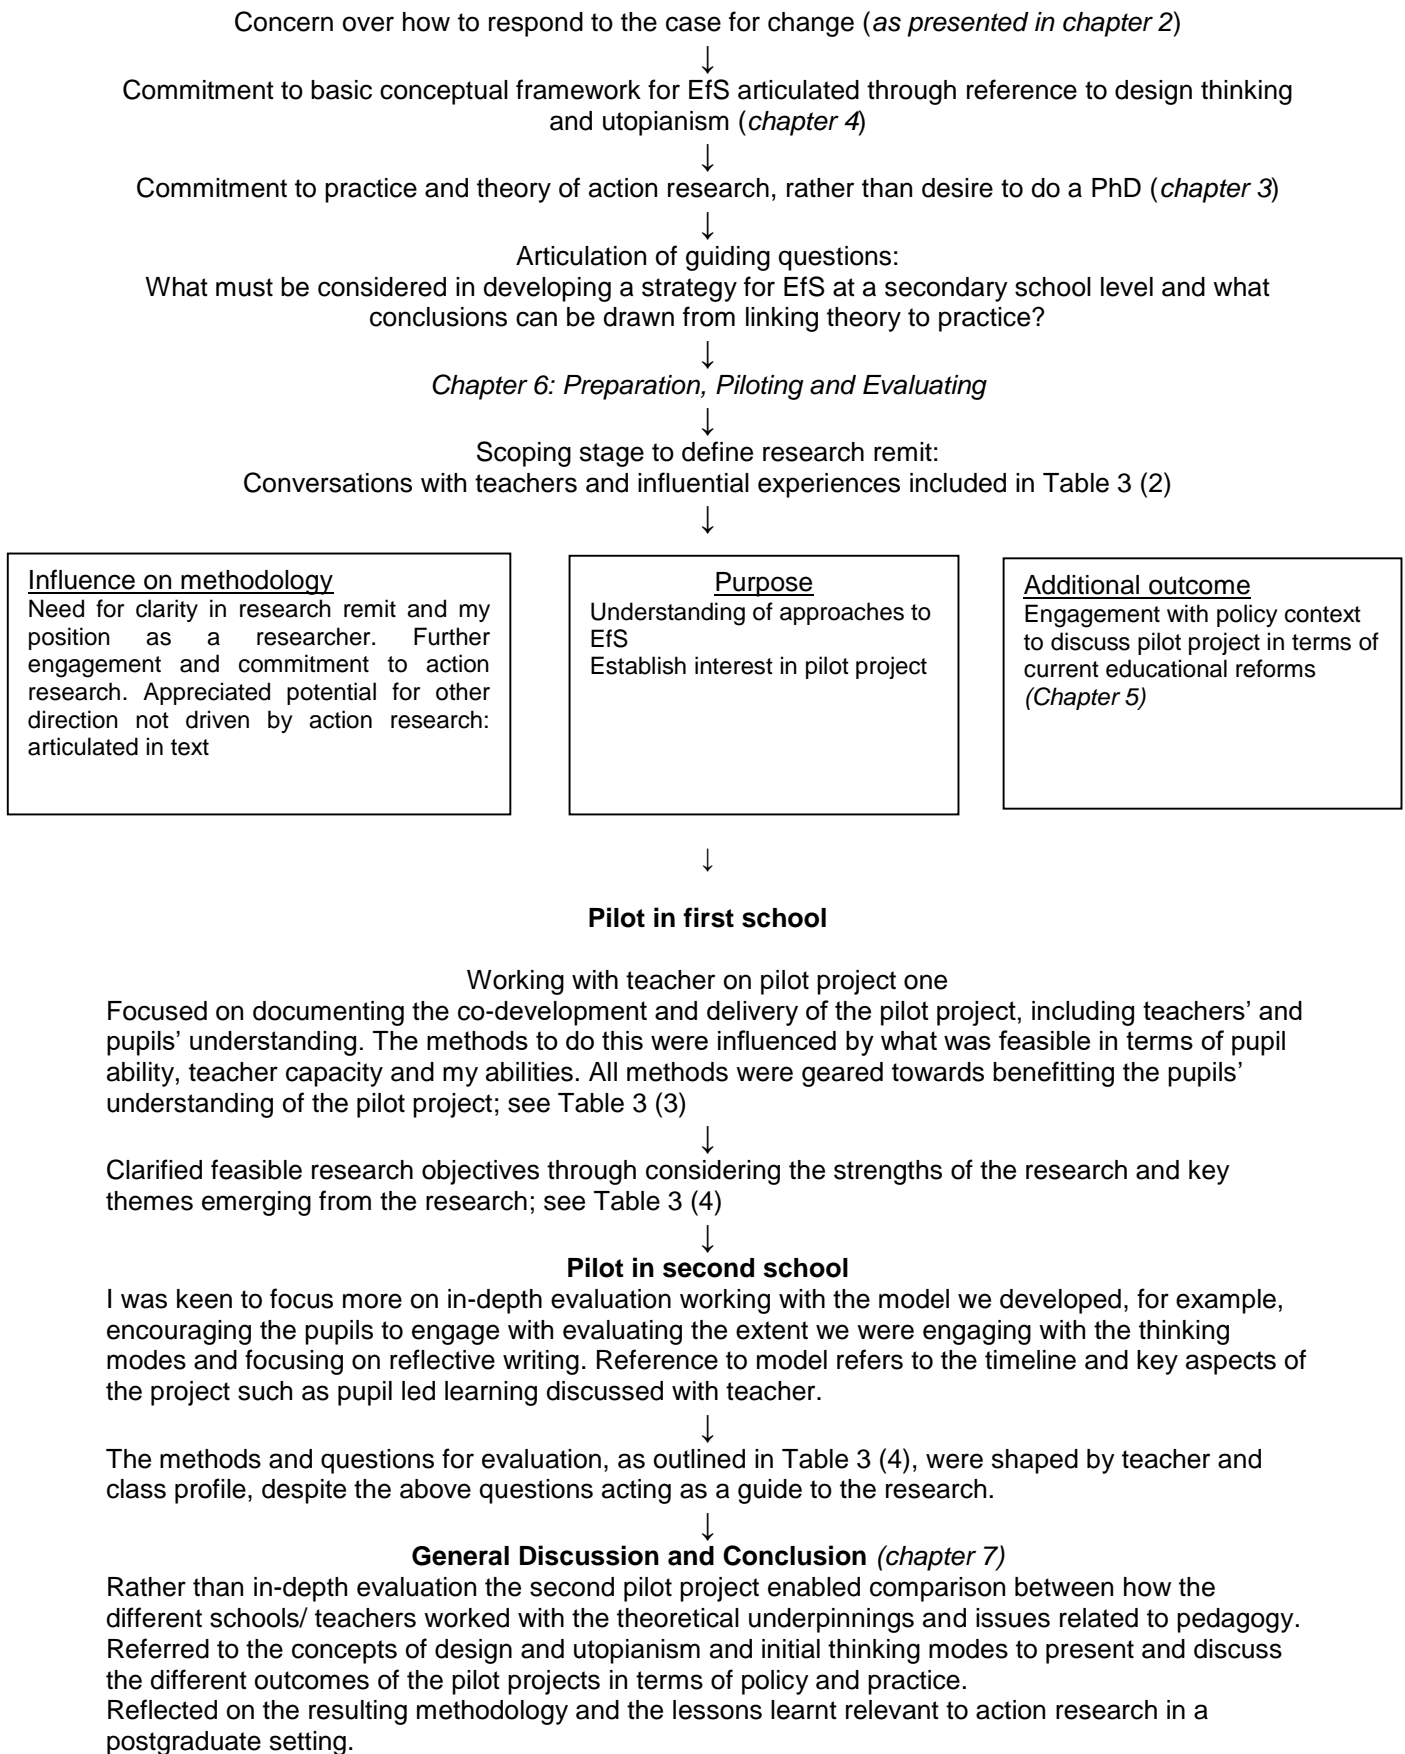 Concern over how to respond to the case for change (as presented in chapter 2)
↓
Commitment to basic conceptual framework for EfS articulated through reference to design thinking
and utopianism (chapter 4)
↓
Commitment to practice and theory of action research, rather than desire to do a PhD (chapter 3)
↓
Articulation of guiding questions:
What must be considered in developing a strategy for EfS at a secondary school level and what
conclusions can be drawn from linking theory to practice?
↓
Chapter 6: Preparation, Piloting and Evaluating
↓
Scoping stage to define research remit:
Conversations with teachers and influential experiences included in Table 3 (2)
↓
Influence on methodology
Need for clarity in research remit and my
position as a researcher. Further
engagement and commitment to action
research. Appreciated potential for other
direction not driven by action research:
articulated in text
Purpose
Understanding of approaches to
EfS
Establish interest in pilot project
Additional outcome
Engagement with policy context
to discuss pilot project in terms of
current educational reforms
(Chapter 5)
↓
Pilot in first school
Working with teacher on pilot project one
Focused on documenting the co-development and delivery of the pilot project, including teachers’ and
pupils’ understanding. The methods to do this were influenced by what was feasible in terms of pupil
ability, teacher capacity and my abilities. All methods were geared towards benefitting the pupils’
understanding of the pilot project; see Table 3 (3)
↓
Clarified feasible research objectives through considering the strengths of the research and key
themes emerging from the research; see Table 3 (4)
↓
Pilot in second school
I was keen to focus more on in-depth evaluation working with the model we developed, for example,
encouraging the pupils to engage with evaluating the extent we were engaging with the thinking
modes and focusing on reflective writing. Reference to model refers to the timeline and key aspects of
the project such as pupil led learning discussed with teacher.
↓
The methods and questions for evaluation, as outlined in Table 3 (4), were shaped by teacher and
class profile, despite the above questions acting as a guide to the research.
↓
General Discussion and Conclusion (chapter 7)
Rather than in-depth evaluation the second pilot project enabled comparison between how the
different schools/ teachers worked with the theoretical underpinnings and issues related to pedagogy.
Referred to the concepts of design and utopianism and initial thinking modes to present and discuss
the different outcomes of the pilot projects in terms of policy and practice.
Reflected on the resulting methodology and the lessons learnt relevant to action research in a
postgraduate setting.